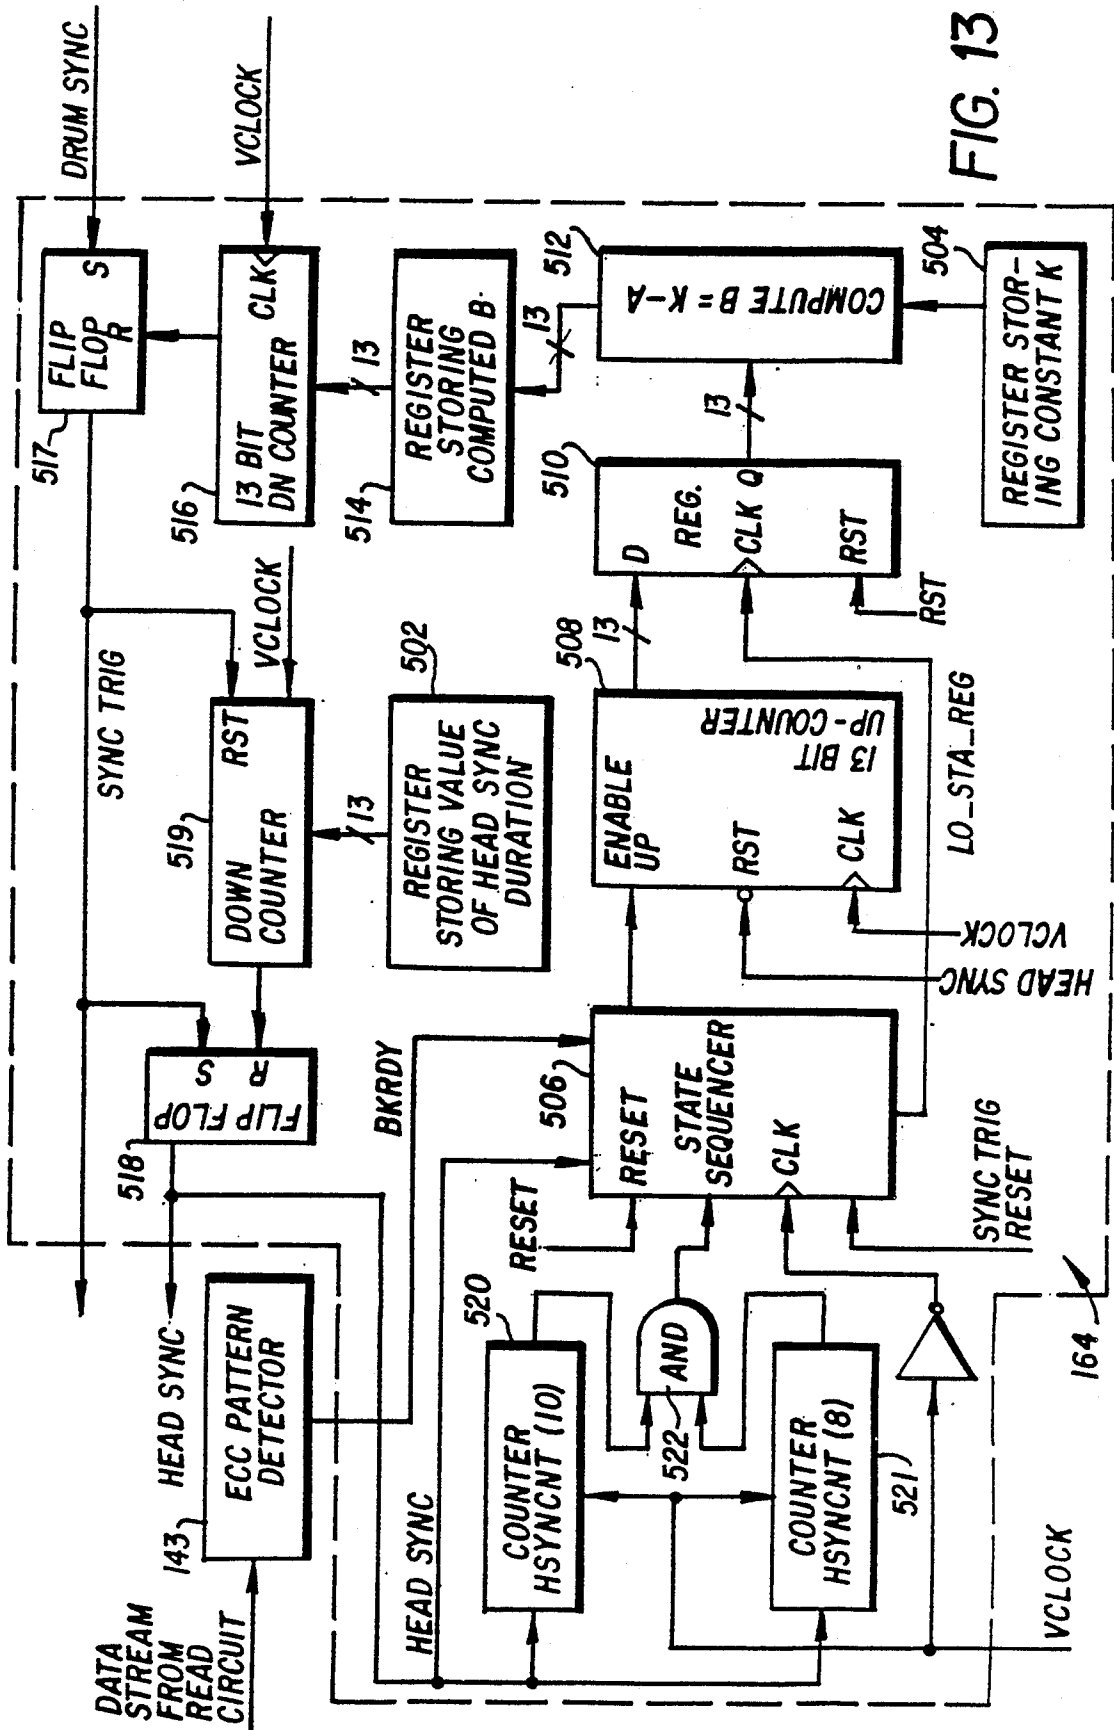 DATA
STREAM
FROM
READ
CIRCUIT
143
ECC PATTERN
DETECTOR
HEAD SYNC
518
FLIP FLOP
S
R
SYNC TRIG
517
FLIP
FLOP
S
R
DRUM SYNC
519
DOWN
COUNTER
RST
VCLOCK
516
13 BIT
DN COUNTER
CLK
VCLOCK
13
13
502
REGISTER
STORING VALUE
OF HEAD SYNC
DURATION
514
REGISTER
STORING
COMPUTED B
13
BKRDY
HEAD SYNC
520
COUNTER
HSYNCNT (10)
522
AND
COUNTER
HSYNCNT (8)
521
VCLOCK
RESET
506
RESET
STATE
SEQUENCER
CLK
SYNC TRIG
RESET
164
508
ENABLE
UP
RST
CLK
13 BIT
UP-COUNTER
HEAD SYNC
VCLOCK
LO_STA_REG
13
510
D
REG.
CLK Q
RST
RST
13
512
COMPUTE B = K-A
504
REGISTER STOR-
ING CONSTANT K
FIG. 13